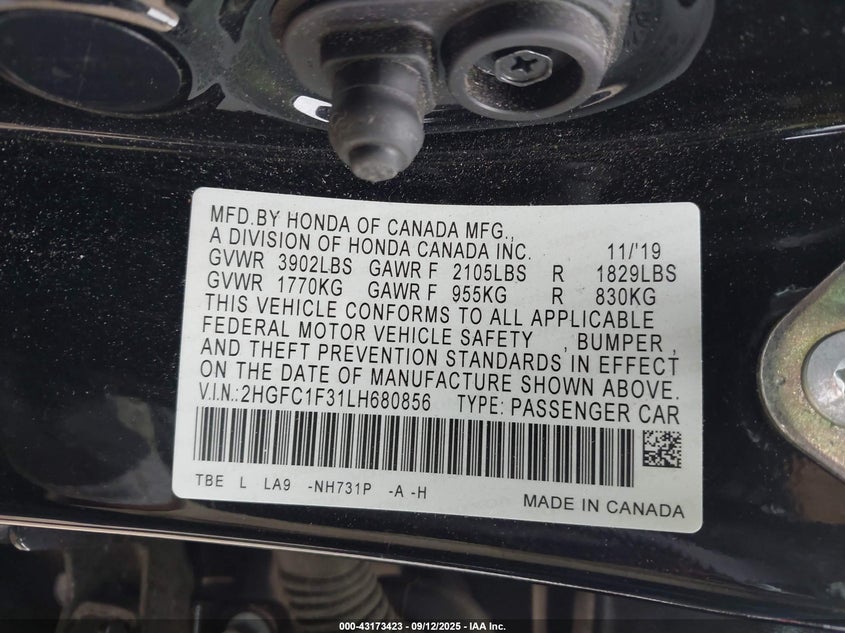 MFD.BY HONDA OF CANADA MFG.,
A DIVISION OF HONDA CANADA INC. 11/'19
GVWR 3902LBS GAWR F 2105LBS R 1829LBS
GVWR 1770KG GAWR F 955KG R 830KG
THIS VEHICLE CONFORMS TO ALL APPLICABLE
FEDERAL MOTOR VEHICLE SAFETY , BUMPER ,
AND THEFT PREVENTION STANDARDS IN EFFECT
ON THE DATE OF MANUFACTURE SHOWN ABOVE.
V.I.N.:2HGFC1F31LH680856 TYPE: PASSENGER CAR
TBE L LA9 -NH731P -A -H
MADE IN CANADA
000-43173423 - 09/12/2025 - IAA Inc.